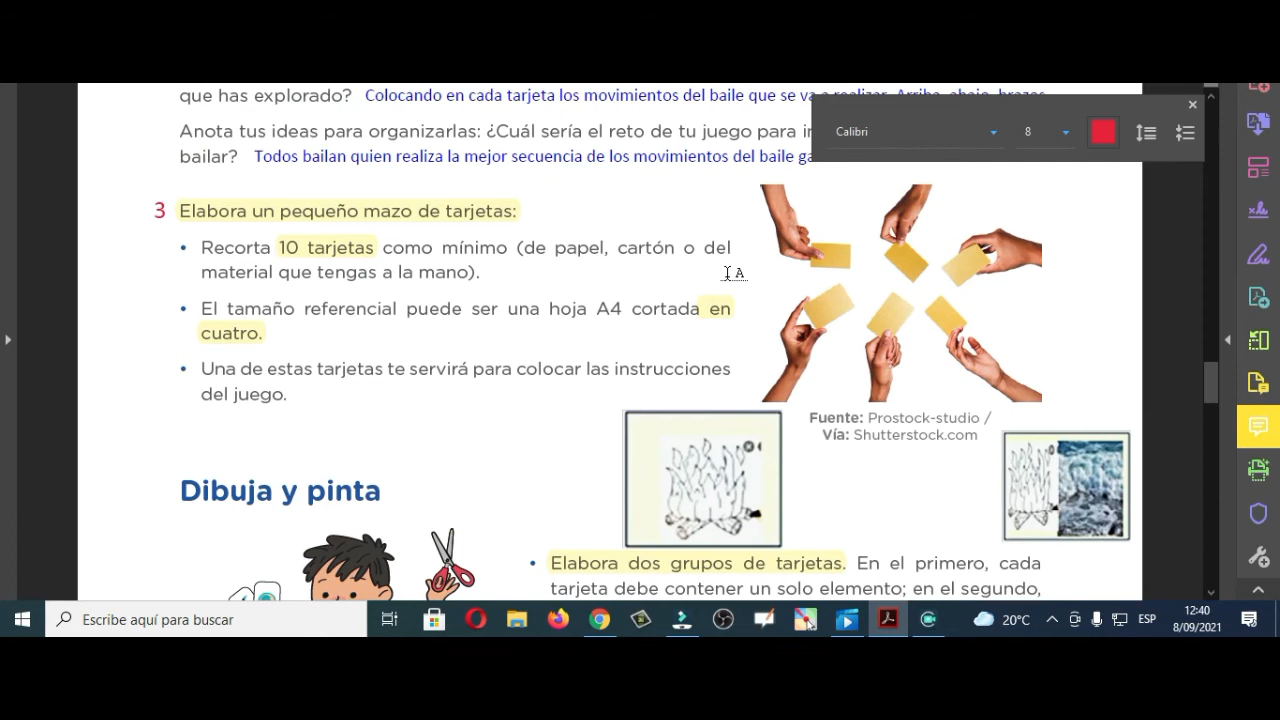 que has explorado? Colocando en cada tarjeta los movimientos del baile que se va a realizar. Arriba, abajo, brazos
Anota tus ideas para organizarlas: ¿Cuál sería el reto de tu juego para
bailar? Todos bailan quien realiza la mejor secuencia de los movimientos del baile
Calibri
8
3 Elabora un pequeño mazo de tarjetas:
• Recorta 10 tarjetas como mínimo (de papel, cartón o del
material que tengas a la mano).
A
• El tamaño referencial puede ser una hoja A4 cortada en
cuatro.
• Una de estas tarjetas te servirá para colocar las instrucciones
del juego.
Fuente: Prostock-studio /
Vía: Shutterstock.com
Dibuja y pinta
• Elabora dos grupos de tarjetas. En el primero, cada
tarjeta debe contener un solo elemento; en el segundo,
Escribe aquí para buscar
20°C
ESP
12:40
8/09/2021